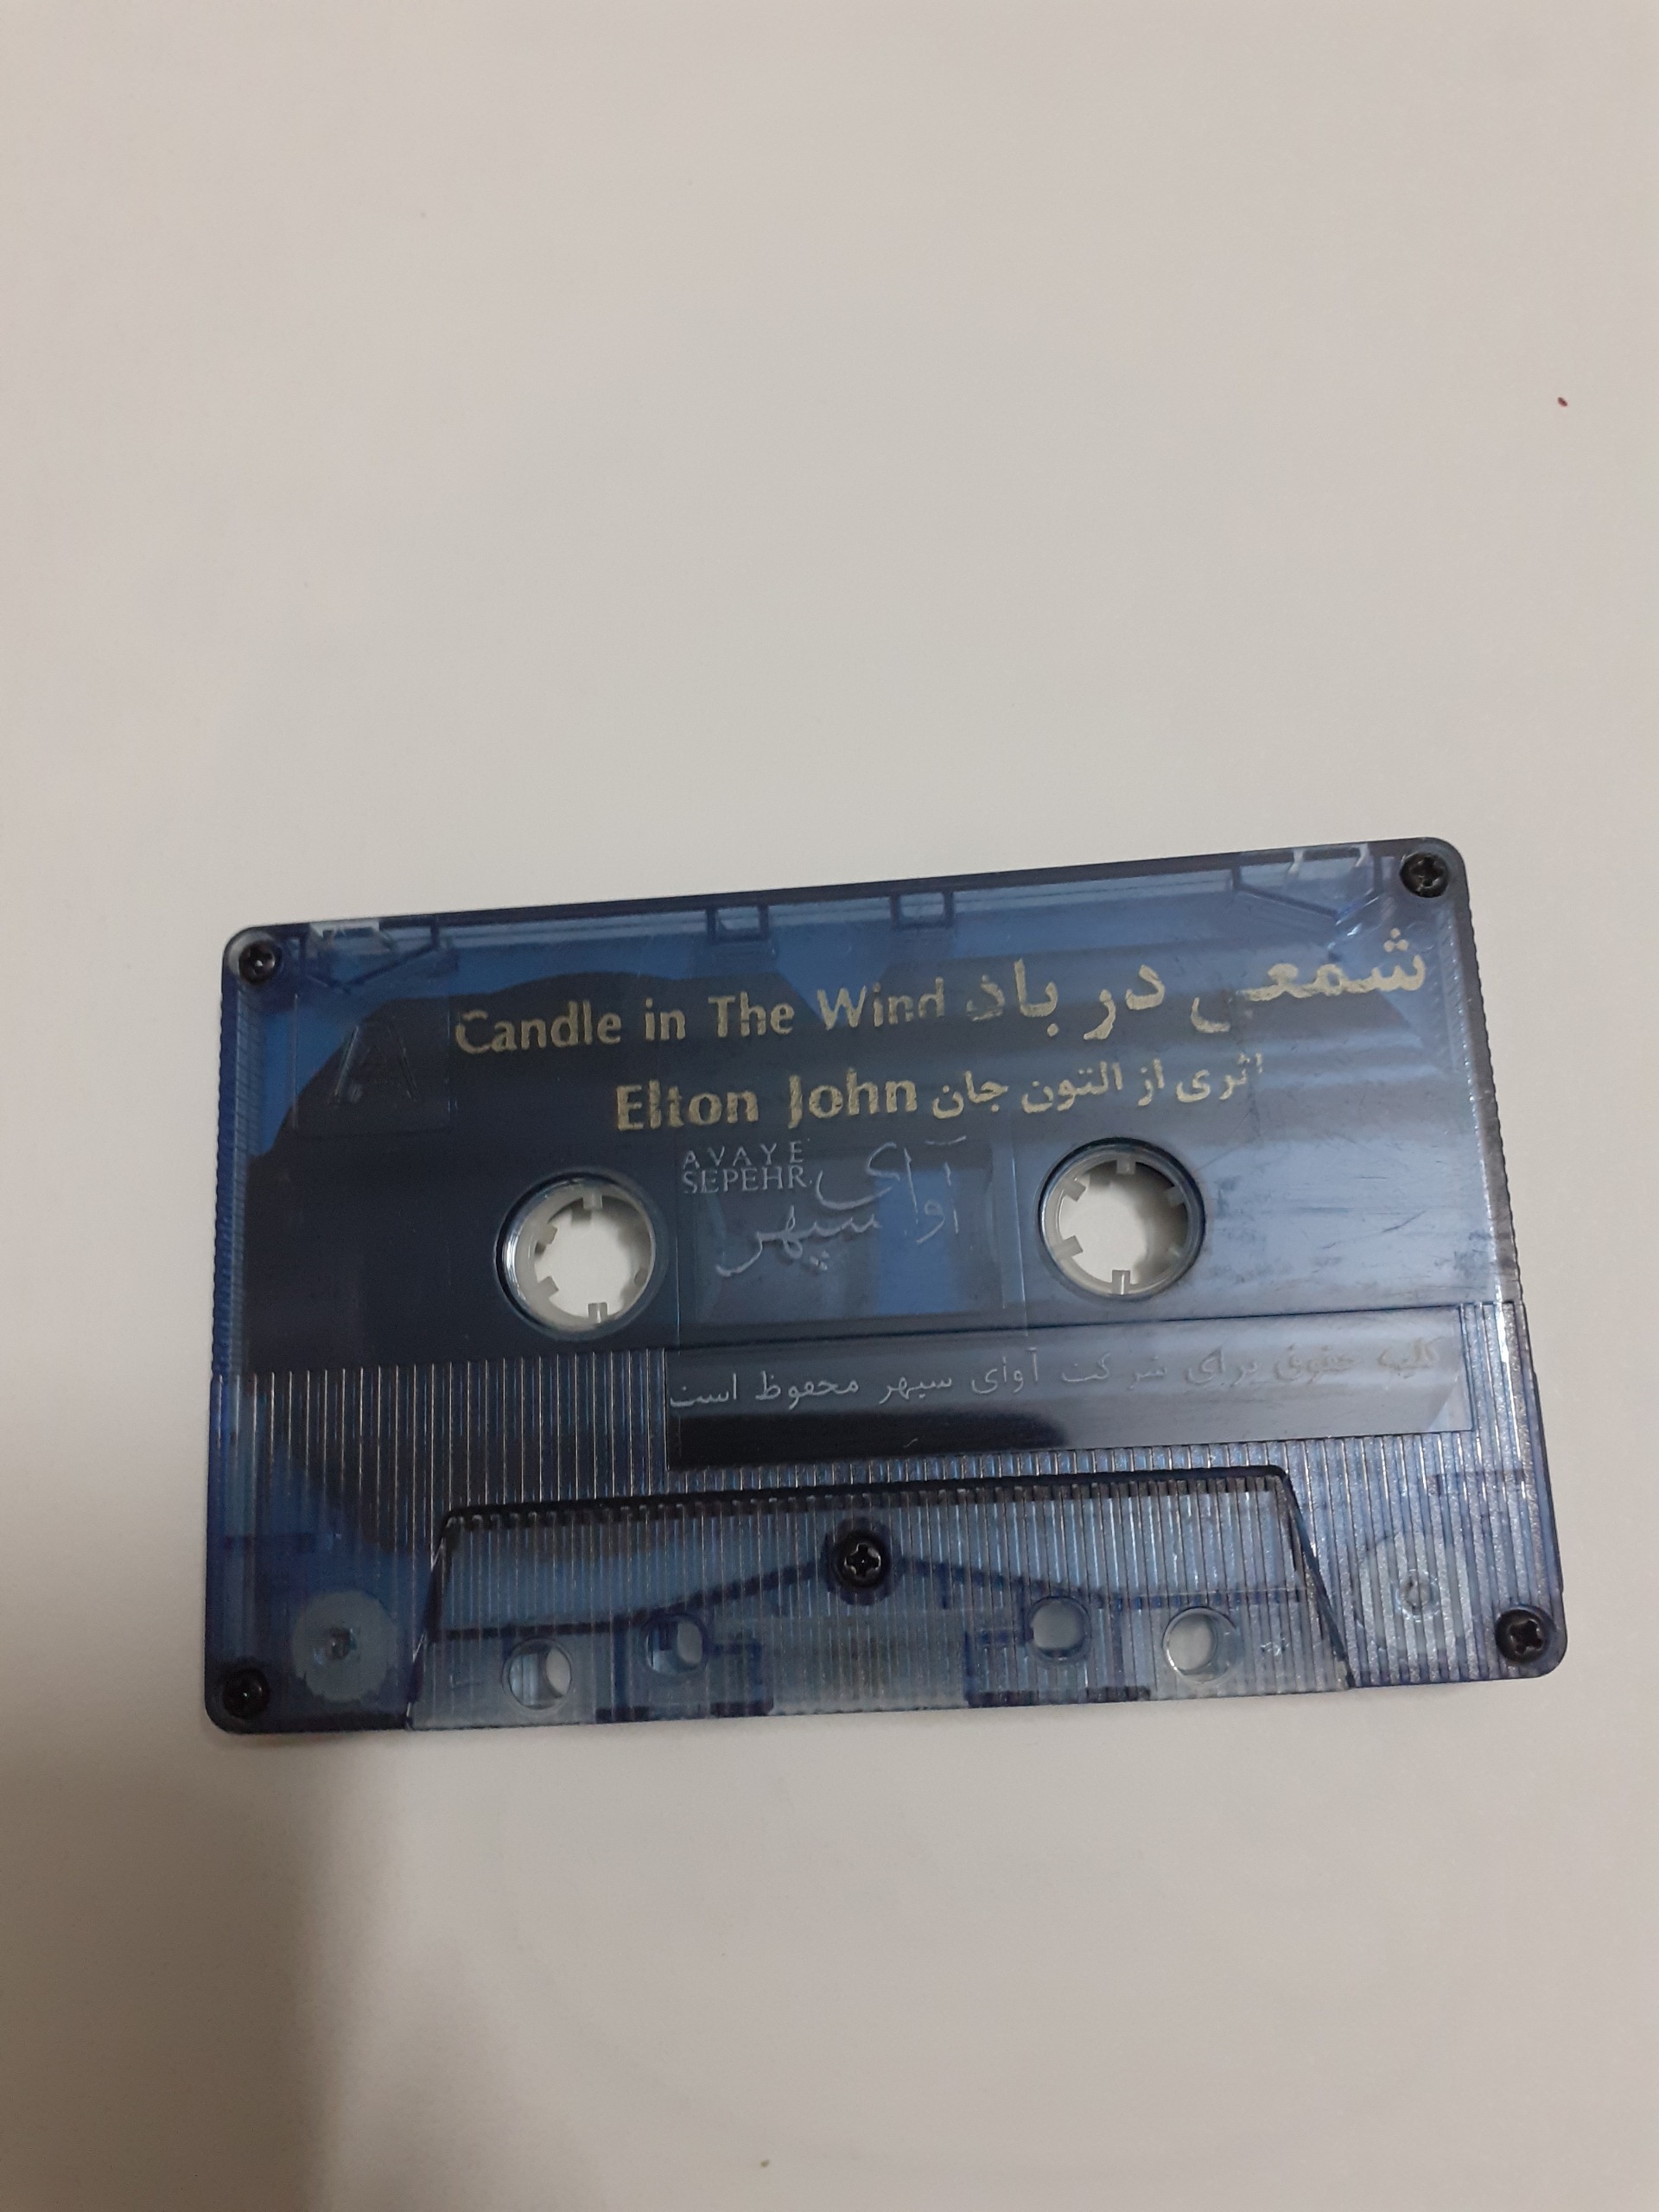 A
شمعی در باد Candle in The Wind
اثری از التون جان Elton John
AVAYE
SEPEHR
آوای
آوا سپهر
کلیه حقوق برای شرکت آوای سپهر محفوظ است